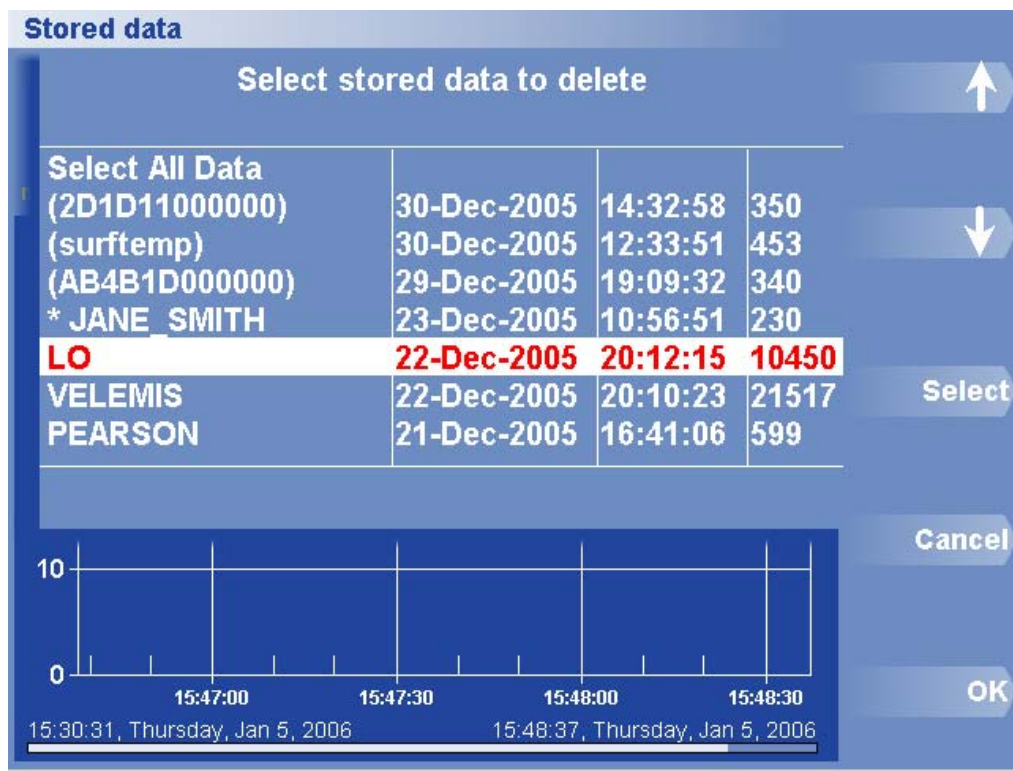 Stored data
Select stored data to delete
Select All Data
(2D1D11000000) 30-Dec-2005 14:32:58 350
(surftemp) 30-Dec-2005 12:33:51 453
(AB4B1D000000) 29-Dec-2005 19:09:32 340
* JANE_SMITH 23-Dec-2005 10:56:51 230
LO 22-Dec-2005 20:12:15 10450
VELEMIS 22-Dec-2005 20:10:23 21517
PEARSON 21-Dec-2005 16:41:06 599
Select
Cancel
OK
10
0
15:47:00 15:47:30 15:48:00 15:48:30
15:30:31, Thursday, Jan 5, 2006 15:48:37, Thursday, Jan 5, 2006